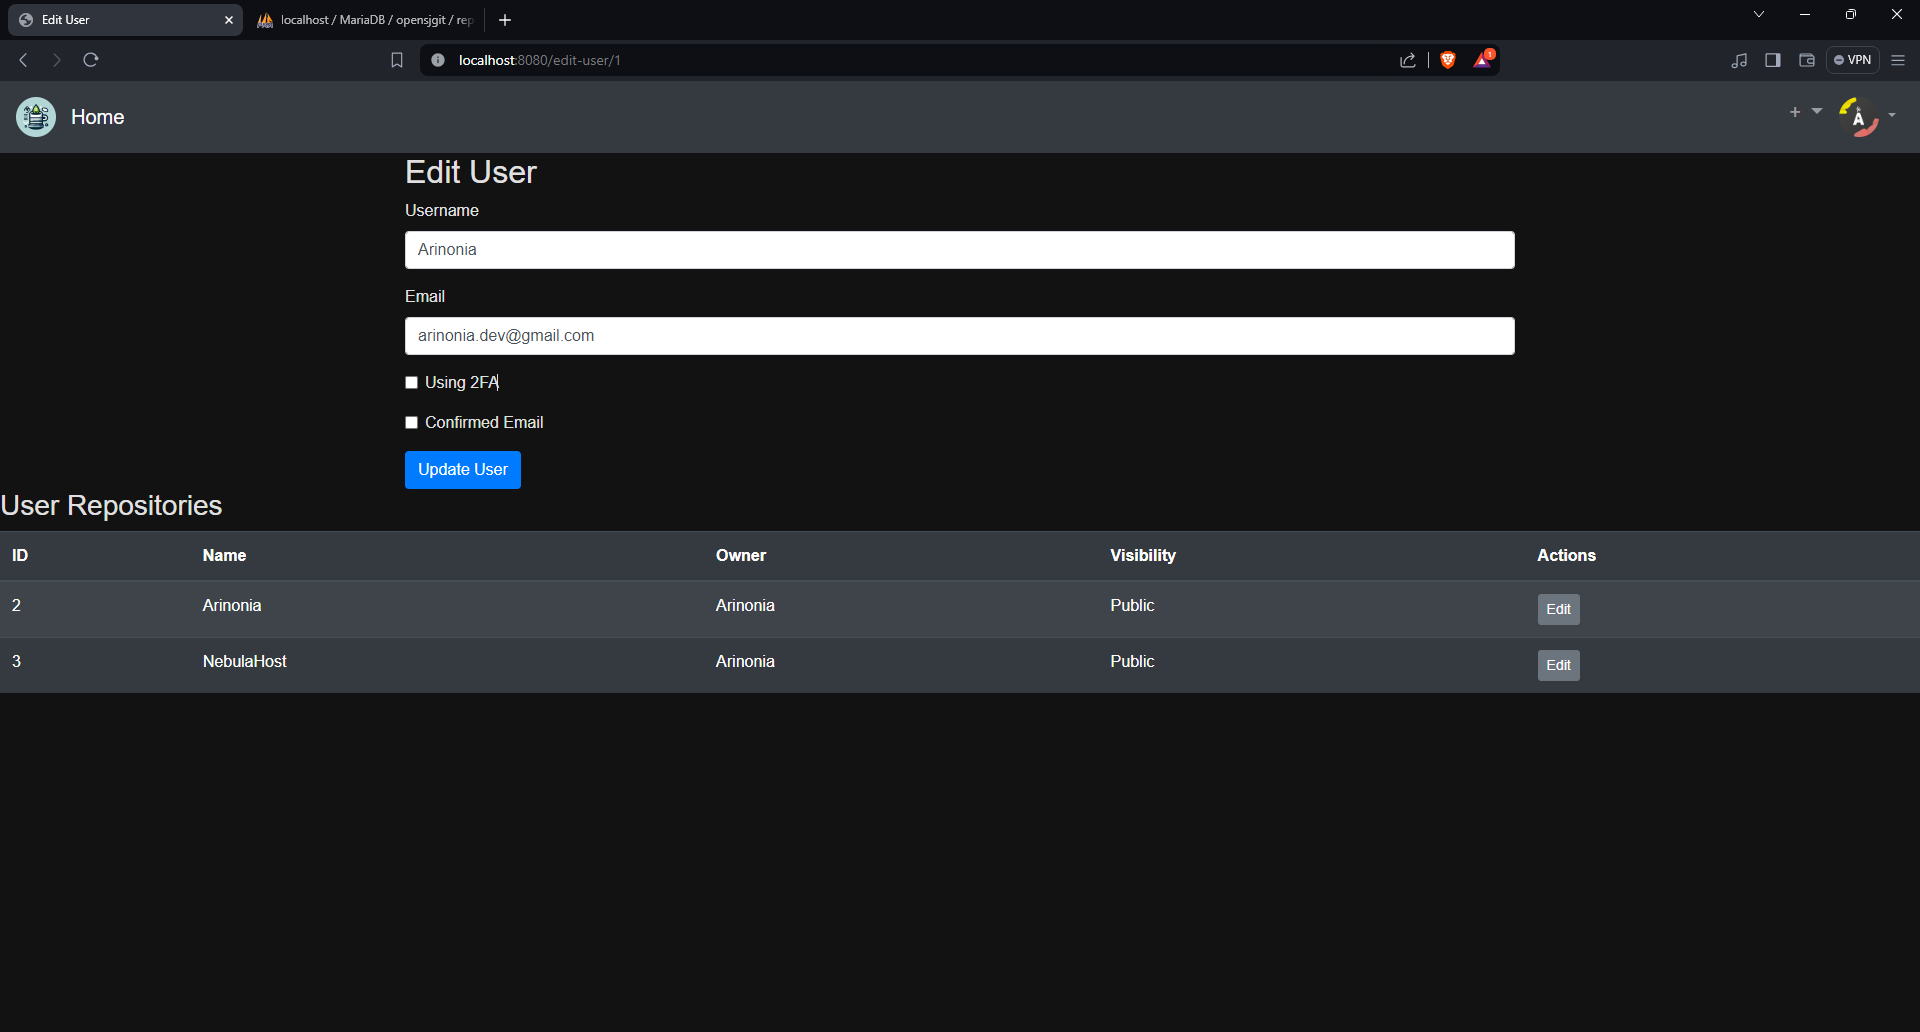 Edit User
localhost / MariaDB / opensjgit / rep
localhost:8080/edit-user/1
1
VPN
Home
+
A
Edit User
Username
Arinonia
Email
arinonia.dev@gmail.com
Using 2FA
Confirmed Email
Update User
User Repositories
ID Name Owner Visibility Actions
2 Arinonia Arinonia Public Edit
3 NebulaHost Arinonia Public Edit